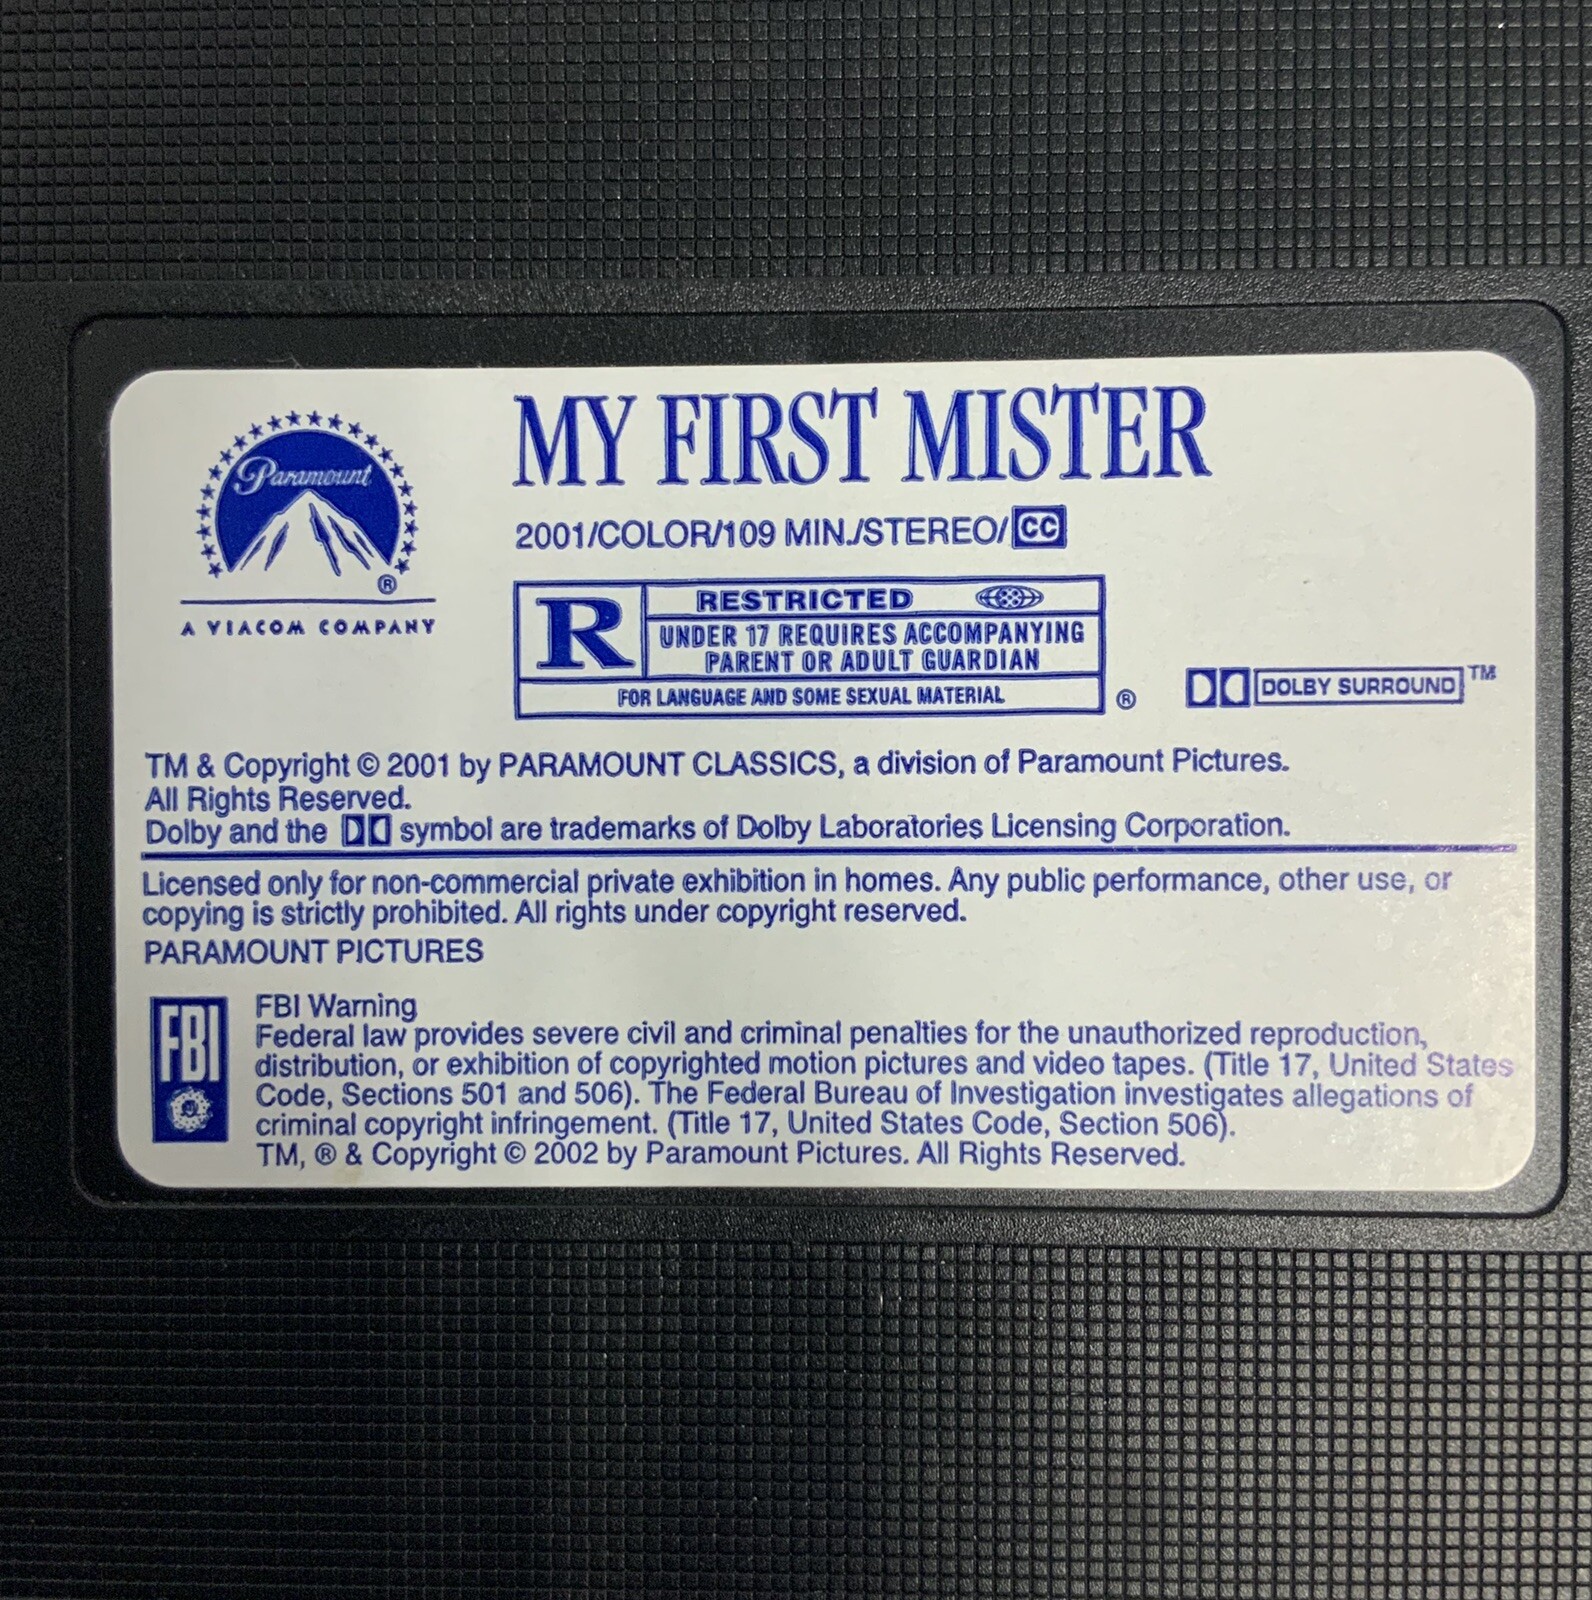 Paramount
®
A VIACOM COMPANY
MY FIRST MISTER
2001/COLOR/109 MIN./STEREO/CC
R
RESTRICTED
UNDER 17 REQUIRES ACCOMPANYING
PARENT OR ADULT GUARDIAN
FOR LANGUAGE AND SOME SEXUAL MATERIAL
®
DOLBY SURROUND TM
TM & Copyright © 2001 by PARAMOUNT CLASSICS, a division of Paramount Pictures.
All Rights Reserved.
Dolby and the symbol are trademarks of Dolby Laboratories Licensing Corporation.
Licensed only for non-commercial private exhibition in homes. Any public performance, other use, or
copying is strictly prohibited. All rights under copyright reserved.
PARAMOUNT PICTURES
FBI
FBI Warning
Federal law provides severe civil and criminal penalties for the unauthorized reproduction,
distribution, or exhibition of copyrighted motion pictures and video tapes. (Title 17, United States
Code, Sections 501 and 506). The Federal Bureau of Investigation investigates allegations of
criminal copyright infringement. (Title 17, United States Code, Section 506).
TM, ® & Copyright © 2002 by Paramount Pictures. All Rights Reserved.